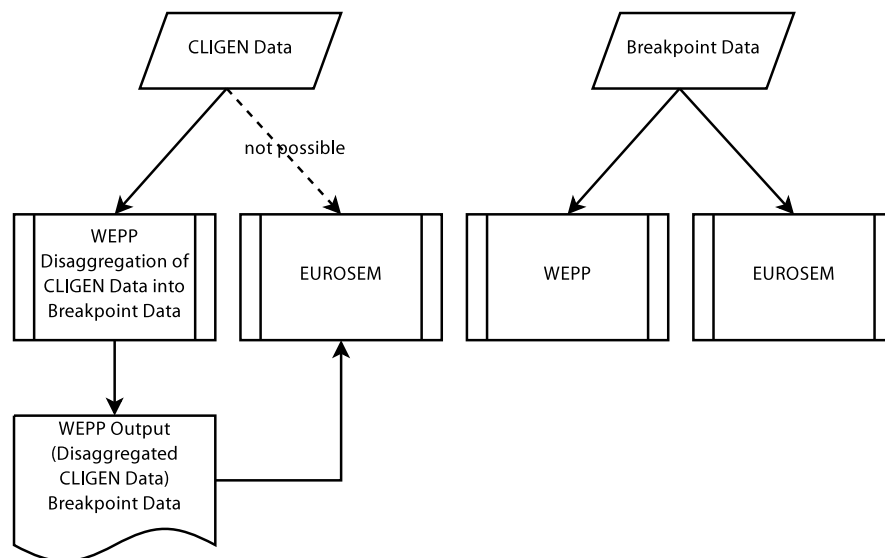 CLIGEN Data
Breakpoint Data
not possible
WEPP
Disaggregation of
CLIGEN Data into
Breakpoint Data
EUROSEM
WEPP
EUROSEM
WEPP Output
(Disaggregated
CLIGEN Data)
Breakpoint Data